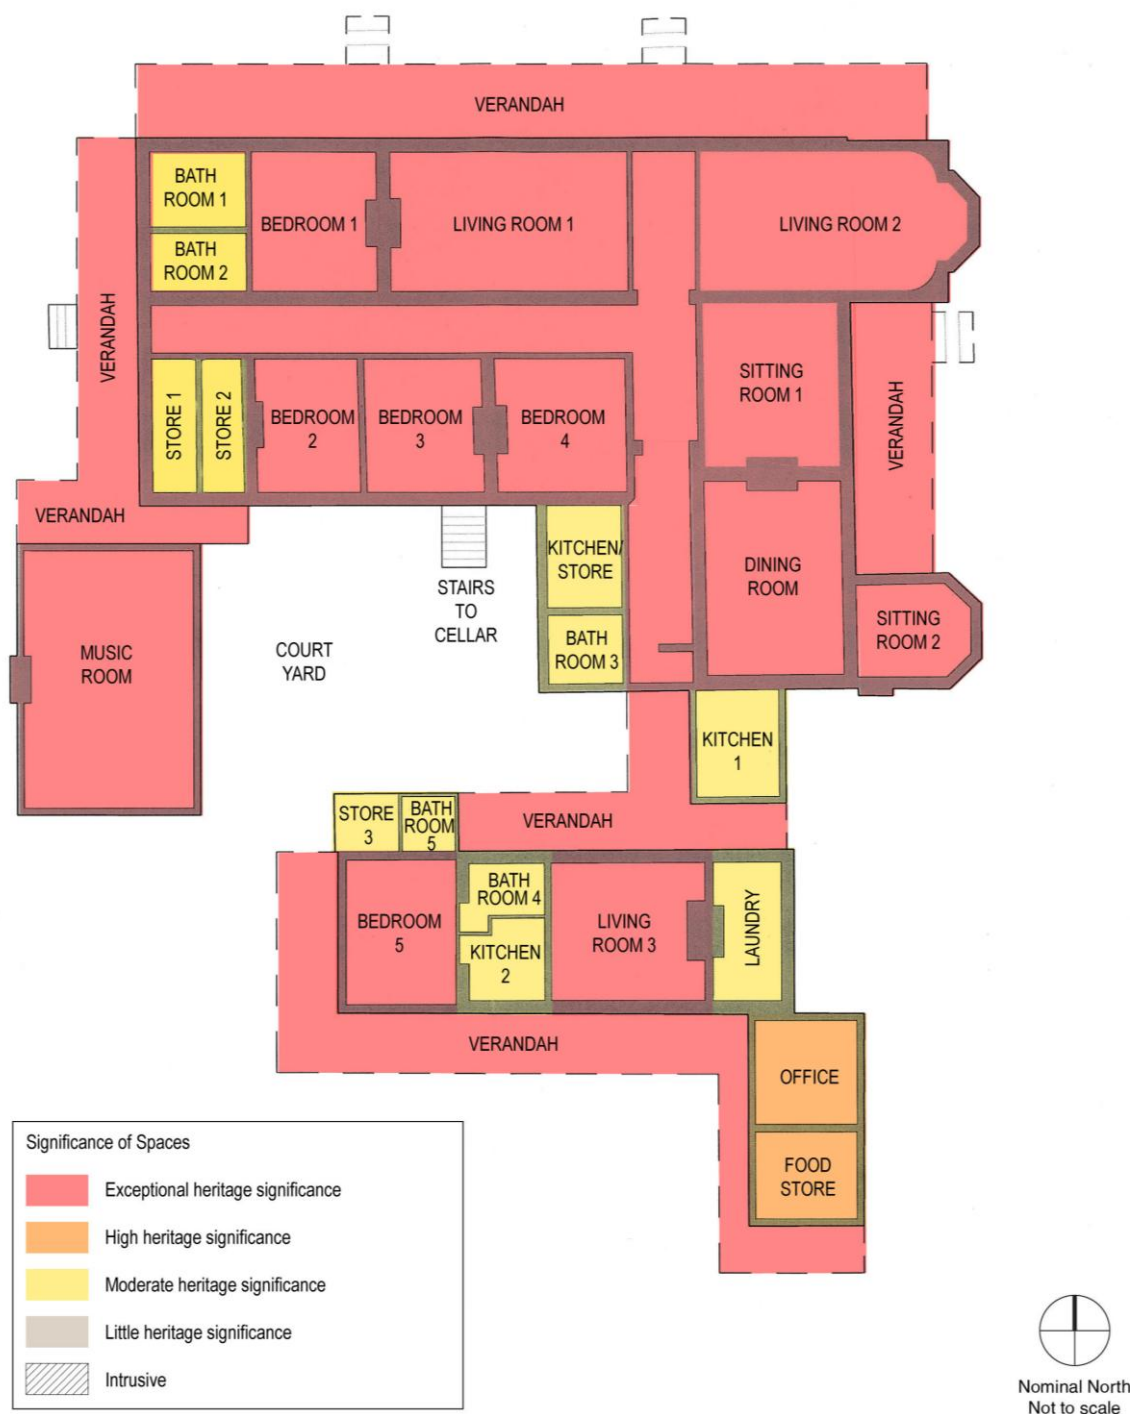 VERANDAH
BATH
ROOM 1
BEDROOM 1
LIVING ROOM 1
LIVING ROOM 2
BATH
ROOM 2
VERANDAH
STORE 1
STORE 2
BEDROOM
2
BEDROOM
3
BEDROOM
4
SITTING
ROOM 1
VERANDAH
VERANDAH
KITCHEN/
STORE
DINING
ROOM
STAIRS
TO
CELLAR
SITTING
ROOM 2
MUSIC
ROOM
COURT
YARD
BATH
ROOM 3
KITCHEN
1
STORE
3
BATH
ROOM
5
VERANDAH
BEDROOM
5
BATH
ROOM 4
KITCHEN
2
LIVING
ROOM 3
LAUNDRY
VERANDAH
OFFICE
FOOD
STORE
Significance of Spaces
Exceptional heritage significance
High heritage significance
Moderate heritage significance
Little heritage significance
Intrusive
Nominal North
Not to scale